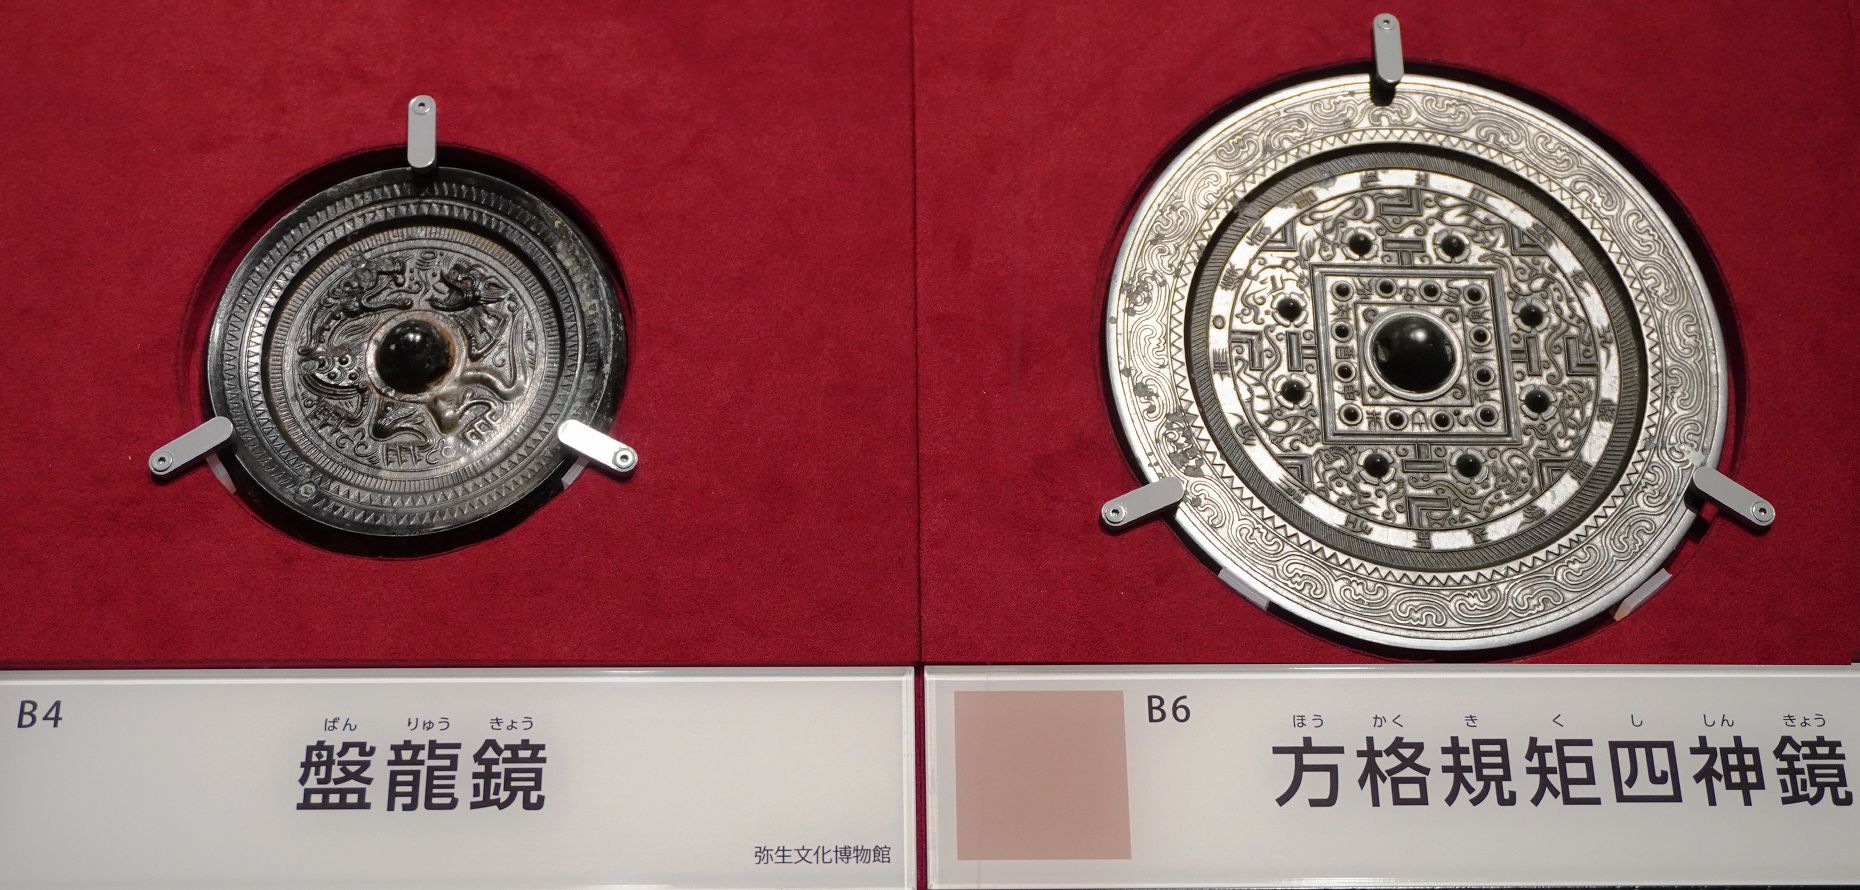 B4
ばん りゅう きょう
盤龍鏡
弥生文化博物館
B6
ほう かく き く し しん きょう
方格規矩四神鏡